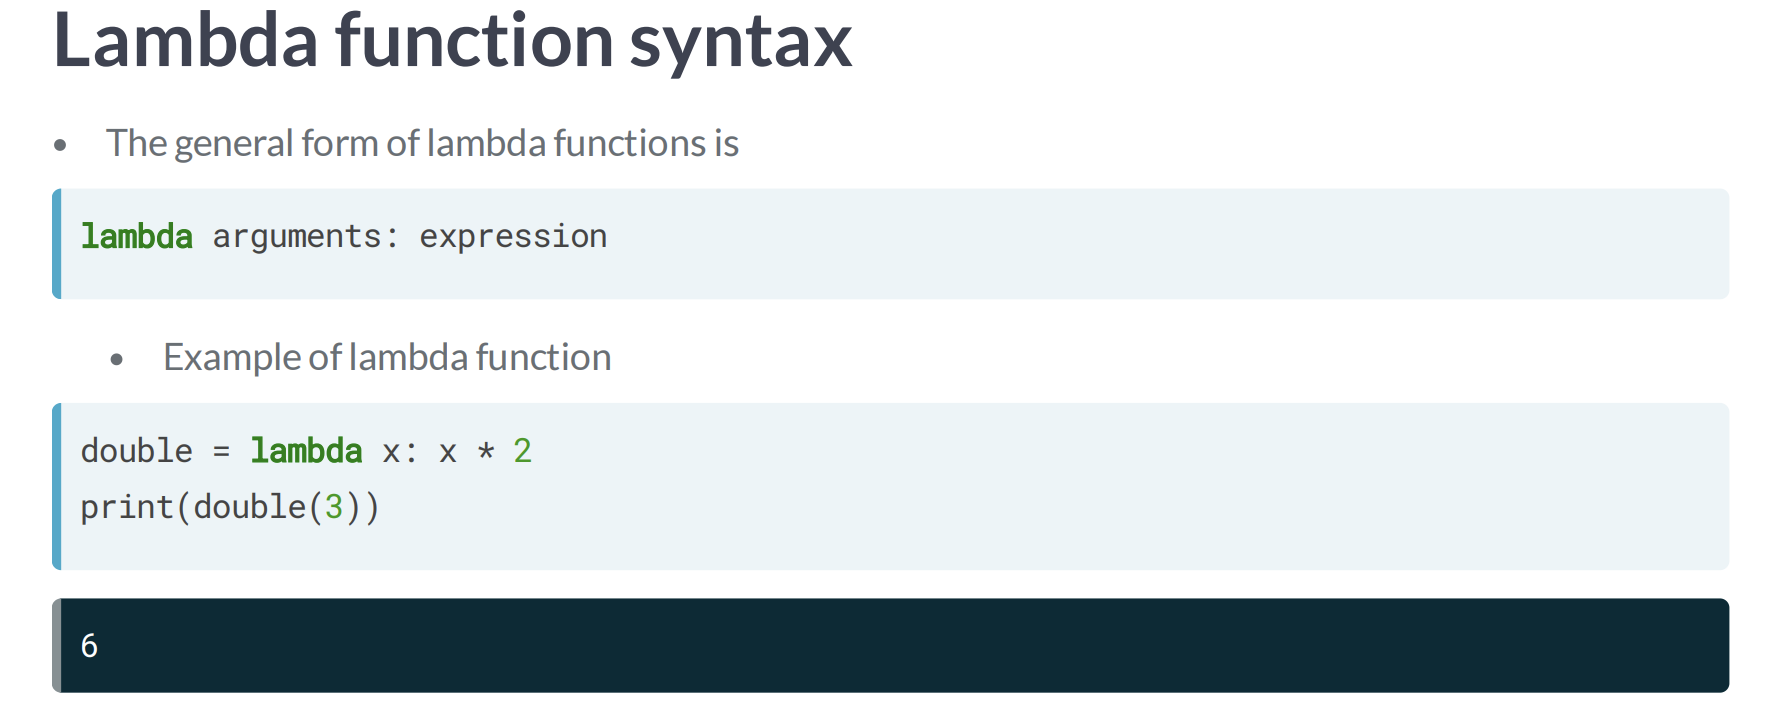 Lambda function syntax
• The general form of lambda functions is
lambda arguments: expression
• Example of lambda function
double = lambda x: x * 2
print(double(3))
6